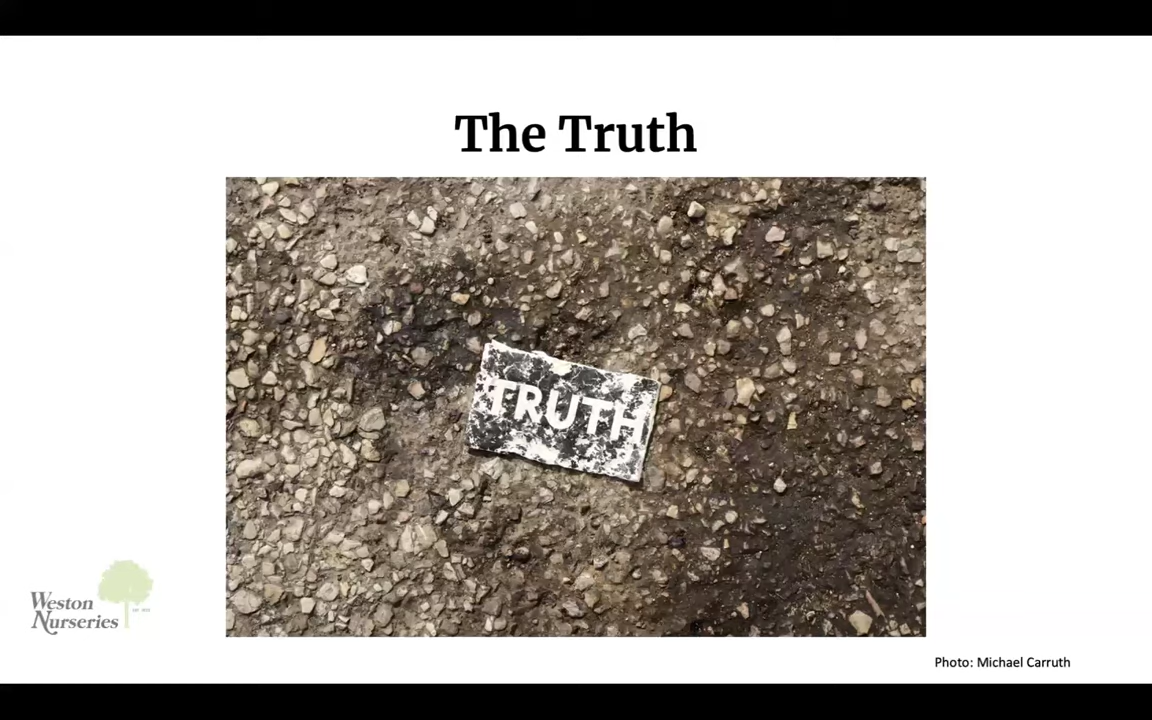 The Truth
TRUTH
Weston
Nurseries
Photo: Michael Carruth